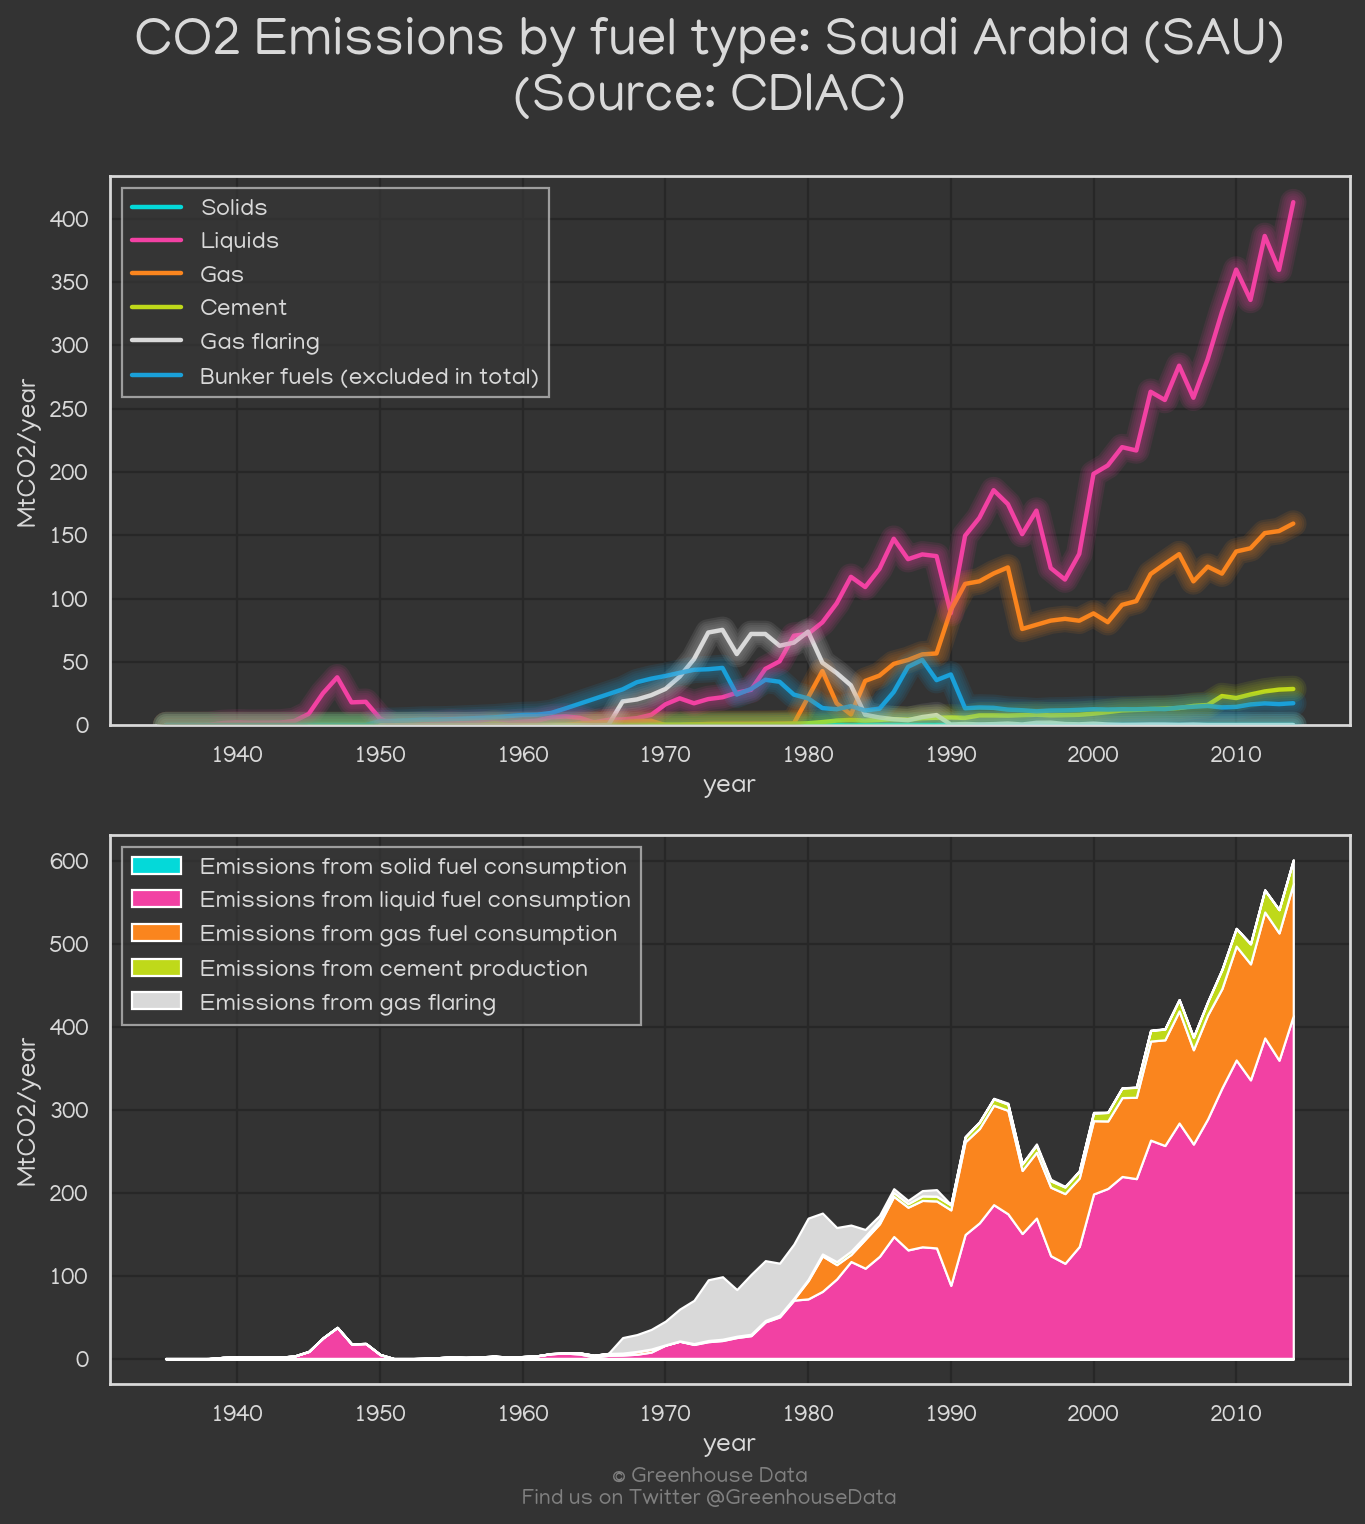 CO2 Emissions by fuel type: Saudi Arabia (SAU)
(Source: CDIAC)
Solids
Liquids
Gas
Cement
Gas flaring
Bunker fuels (excluded in total)
MtCO2/year
400
350
300
250
200
150
100
50
0
1940 1950 1960 1970 1980 1990 2000 2010
year
Emissions from solid fuel consumption
Emissions from liquid fuel consumption
Emissions from gas fuel consumption
Emissions from cement production
Emissions from gas flaring
MtCO2/year
600
500
400
300
200
100
0
1940 1950 1960 1970 1980 1990 2000 2010
year
© Greenhouse Data
Find us on Twitter @GreenhouseData